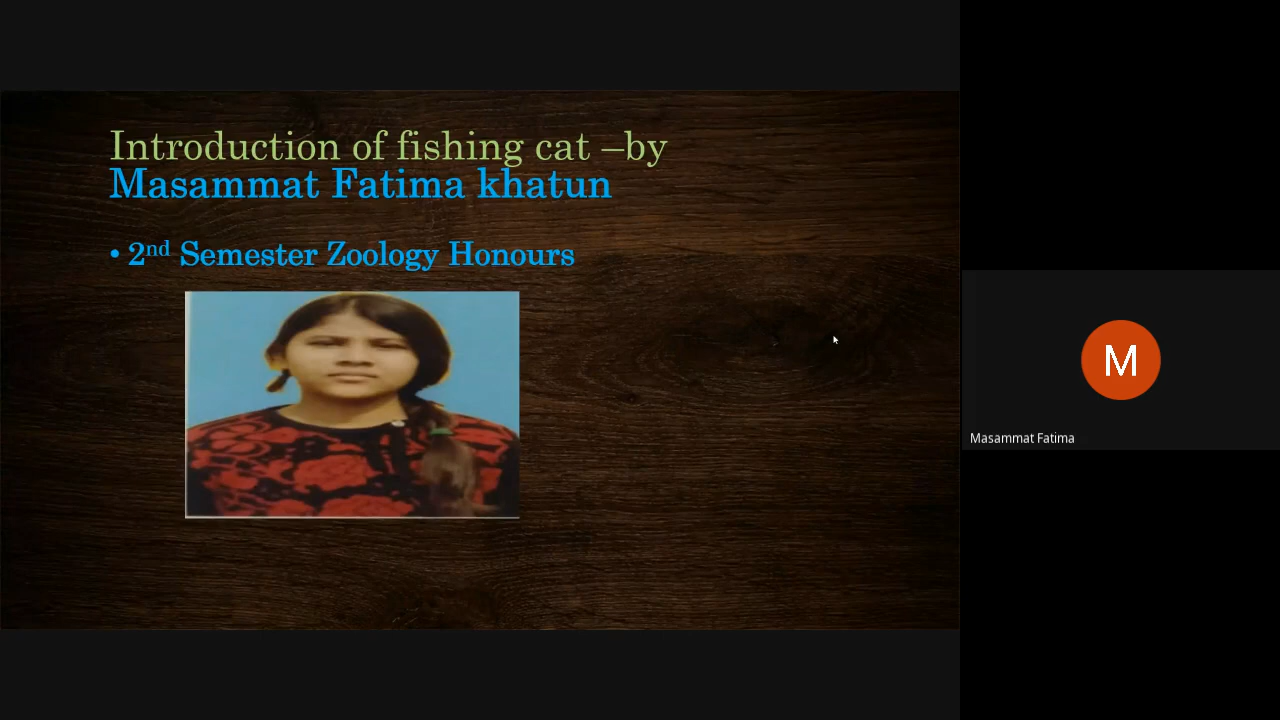 Introduction of fishing cat –by
Masammat Fatima khatun
• 2nd Semester Zoology Honours
M
Masammat Fatima